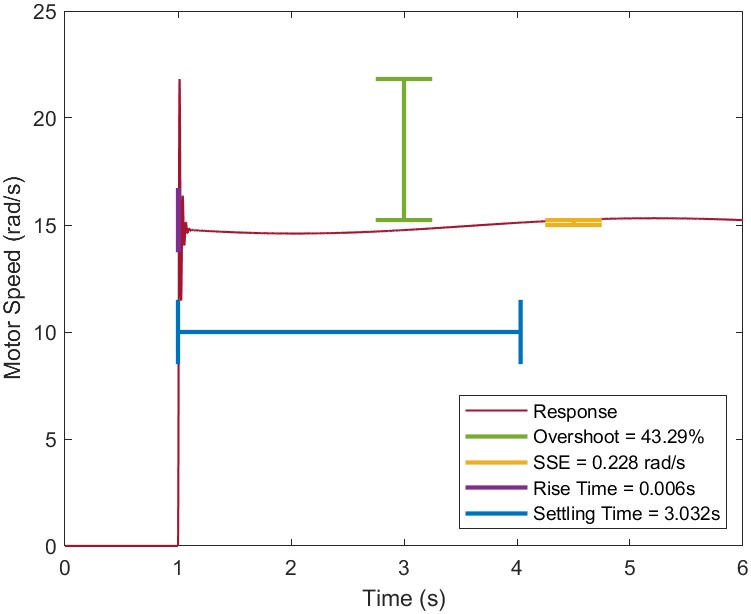 25
20
15
10
5
0
0
1
2
3
4
5
6
Motor Speed (rad/s)
Time (s)
Response
Overshoot = 43.29%
SSE = 0.228 rad/s
Rise Time = 0.006s
Settling Time = 3.032s